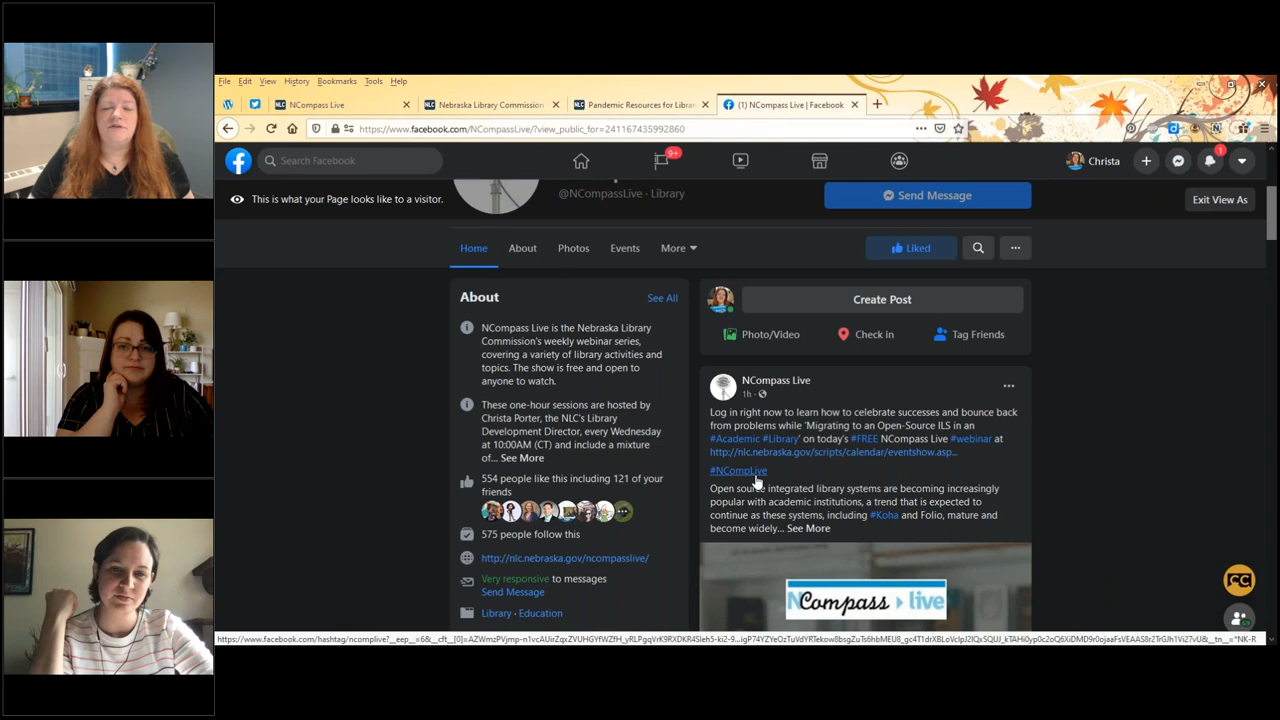 File Edit View History Bookmarks Tools Help
NLC NCompass Live
NLC Nebraska Library Commission
NLC Pandemic Resources for Librar
(1) NCompass Live | Facebook
https://www.facebook.com/NCompassLive/?view_public_for=241167435992860
Search Facebook
9+
Christa
1
This is what your Page looks like to a visitor.
@NCompassLive · Library
Send Message
Exit View As
Home About Photos Events More
Liked
About
See All
NCompass Live is the Nebraska Library
Commission's weekly webinar series,
covering a variety of library activities and
topics. The show is free and open to
anyone to watch.
These one-hour sessions are hosted by
Christa Porter, the NLC's Library
Development Director, every Wednesday
at 10:00AM (CT) and include a mixture
of... See More
554 people like this including 121 of your
friends
575 people follow this
http://nlc.nebraska.gov/ncompasslive/
Very responsive to messages
Send Message
Library · Education
Create Post
Photo/Video Check in Tag Friends
NCompass Live
1h ·
Log in right now to learn how to celebrate successes and bounce back
from problems while 'Migrating to an Open-Source ILS in an
#Academic #Library' on today's #FREE NCompass Live #webinar at
http://nlc.nebraska.gov/scripts/calendar/eventshow.asp...
#NCompLive
Open source integrated library systems are becoming increasingly
popular with academic institutions, a trend that is expected to
continue as these systems, including #Koha and Folio, mature and
become widely... See More
NCompass live
CC